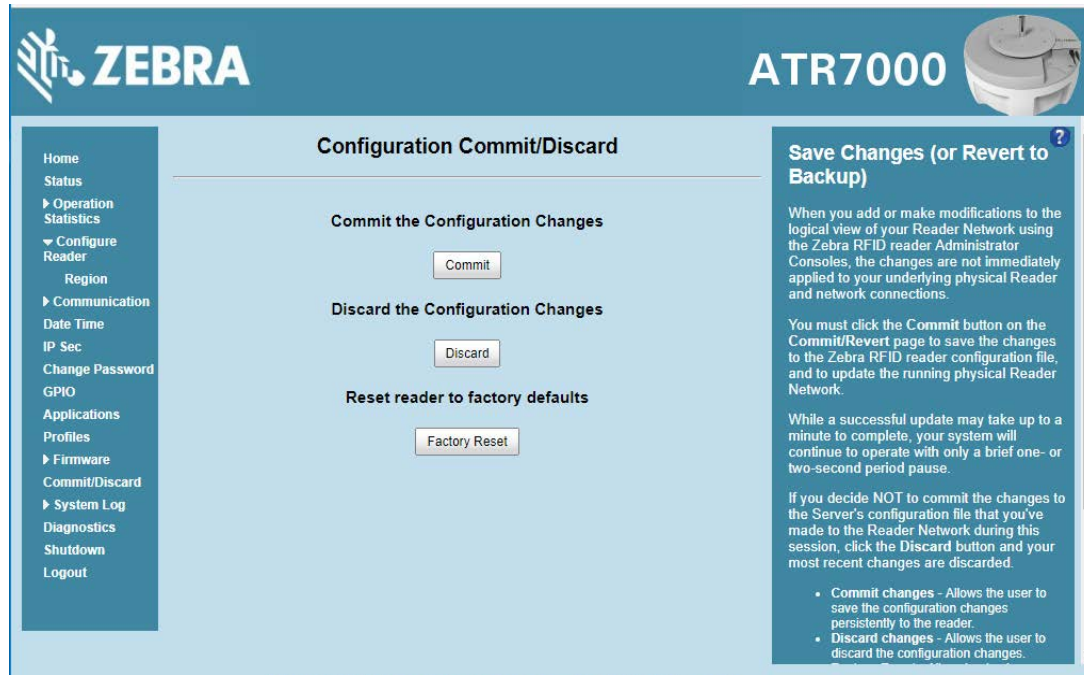 ZEBRA
ATR7000
Home
Status
Operation
Statistics
Configure
Reader
Region
Communication
Date Time
IP Sec
Change Password
GPIO
Applications
Profiles
Firmware
Commit/Discard
System Log
Diagnostics
Shutdown
Logout
Configuration Commit/Discard
Commit the Configuration Changes
Commit
Discard the Configuration Changes
Discard
Reset reader to factory defaults
Factory Reset
?
Save Changes (or Revert to
Backup)
When you add or make modifications to the
logical view of your Reader Network using
the Zebra RFID reader Administrator
Consoles, the changes are not immediately
applied to your underlying physical Reader
and network connections.
You must click the Commit button on the
Commit/Revert page to save the changes
to the Zebra RFID reader configuration file,
and to update the running physical Reader
Network.
While a successful update may take up to a
minute to complete, your system will
continue to operate with only a brief one- or
two-second period pause.
If you decide NOT to commit the changes to
the Server's configuration file that you've
made to the Reader Network during this
session, click the Discard button and your
most recent changes are discarded.
• Commit changes - Allows the user to
save the configuration changes
persistently to the reader.
• Discard changes - Allows the user to
discard the configuration changes.